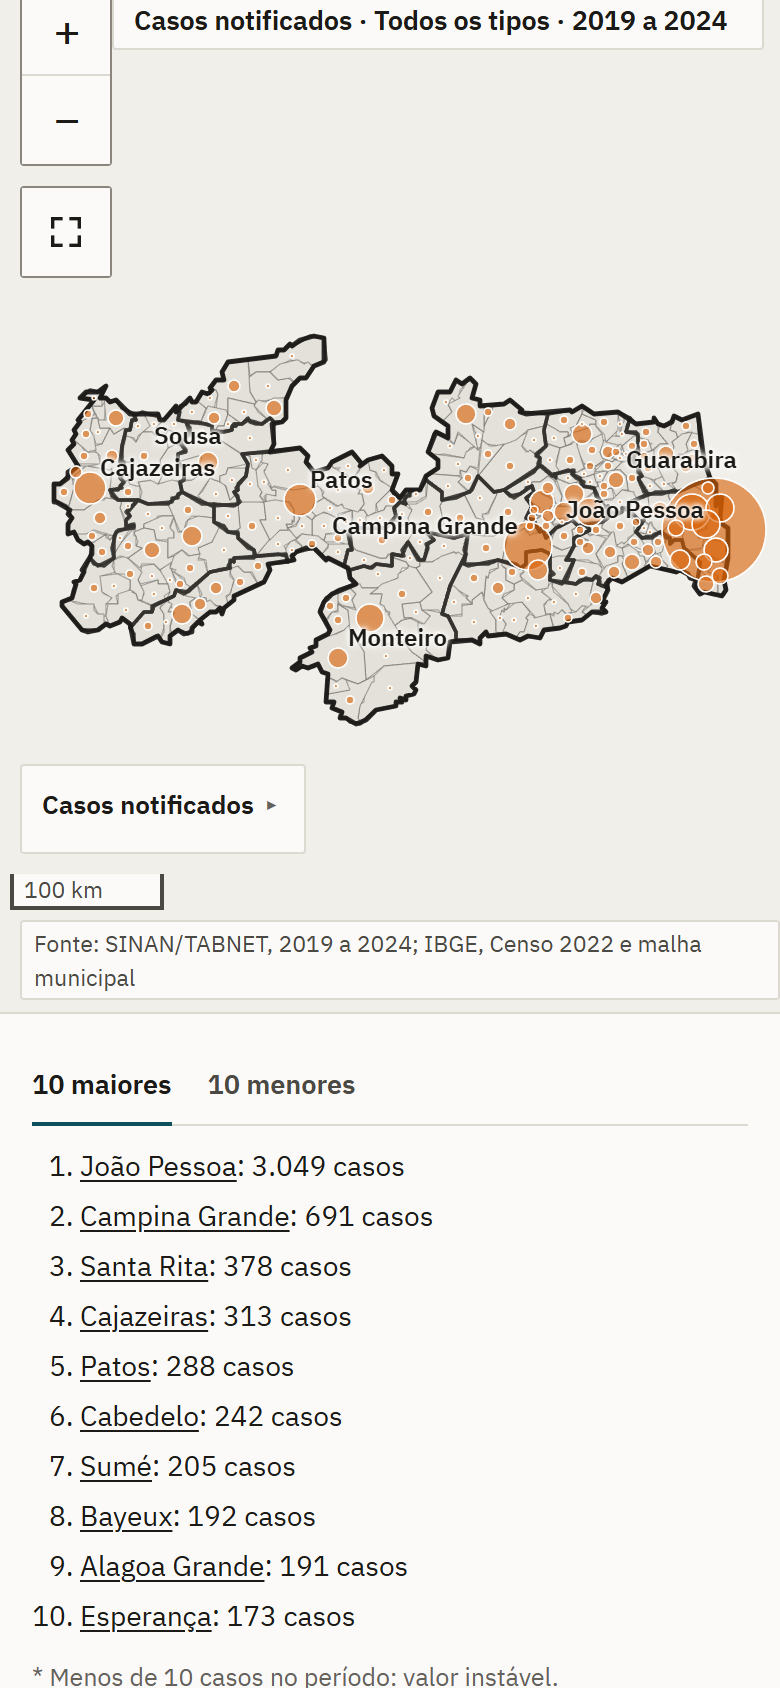 +
Casos notificados · Todos os tipos · 2019 a 2024
−
Sousa
Cajazeiras
Patos
Guarabira
João Pessoa
Campina Grande
Monteiro
Casos notificados ▸
100 km
Fonte: SINAN/TABNET, 2019 a 2024; IBGE, Censo 2022 e malha
municipal
10 maiores 10 menores
1. João Pessoa: 3.049 casos
2. Campina Grande: 691 casos
3. Santa Rita: 378 casos
4. Cajazeiras: 313 casos
5. Patos: 288 casos
6. Cabedelo: 242 casos
7. Sumé: 205 casos
8. Bayeux: 192 casos
9. Alagoa Grande: 191 casos
10. Esperança: 173 casos
* Menos de 10 casos no período: valor instável.